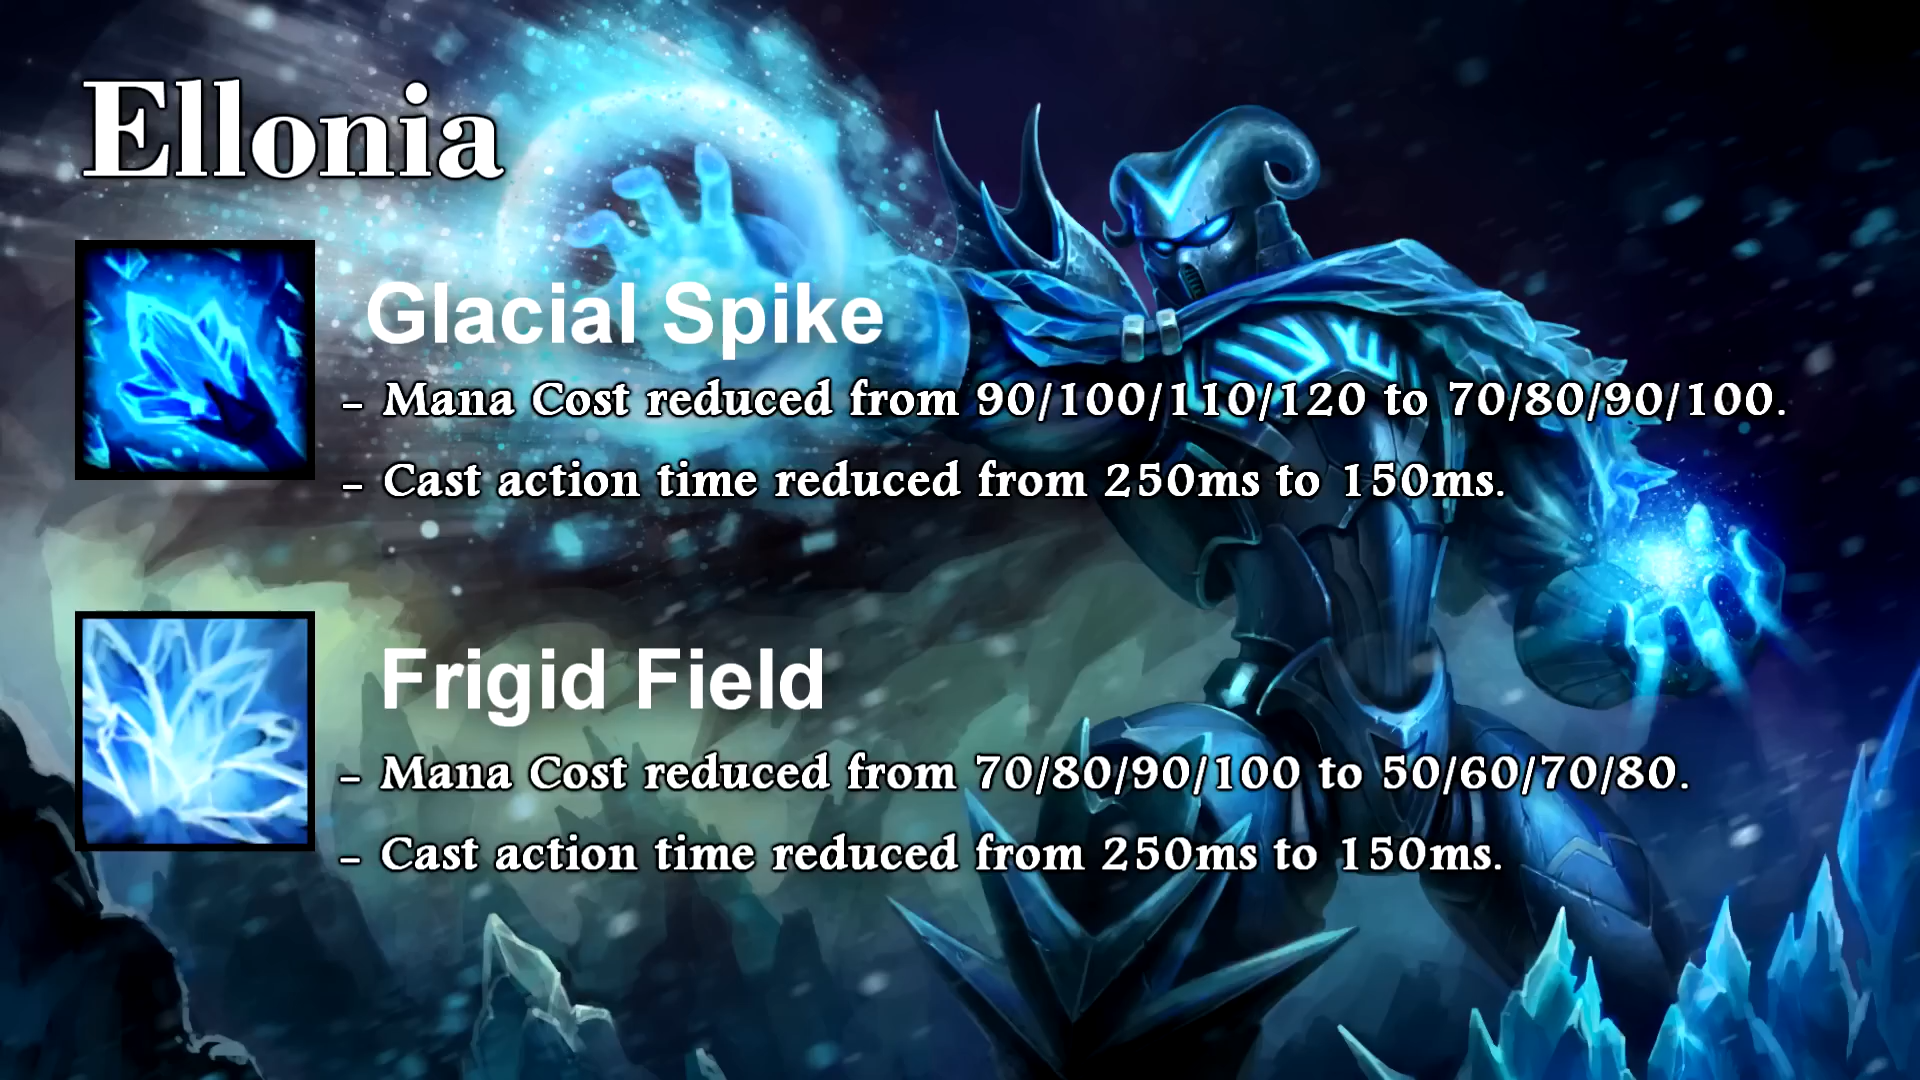 Ellonia
Glacial Spike
- Mana Cost reduced from 90/100/110/120 to 70/80/90/100.
- Cast action time reduced from 250ms to 150ms.
Frigid Field
- Mana Cost reduced from 70/80/90/100 to 50/60/70/80.
- Cast action time reduced from 250ms to 150ms.